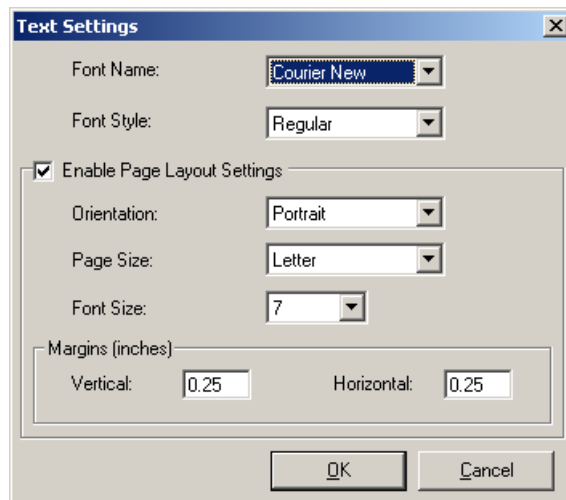 Text Settings
Font Name: Courier New
Font Style: Regular
Enable Page Layout Settings
Orientation: Portrait
Page Size: Letter
Font Size: 7
Margins (inches)
Vertical: 0.25 Horizontal: 0.25
OK Cancel